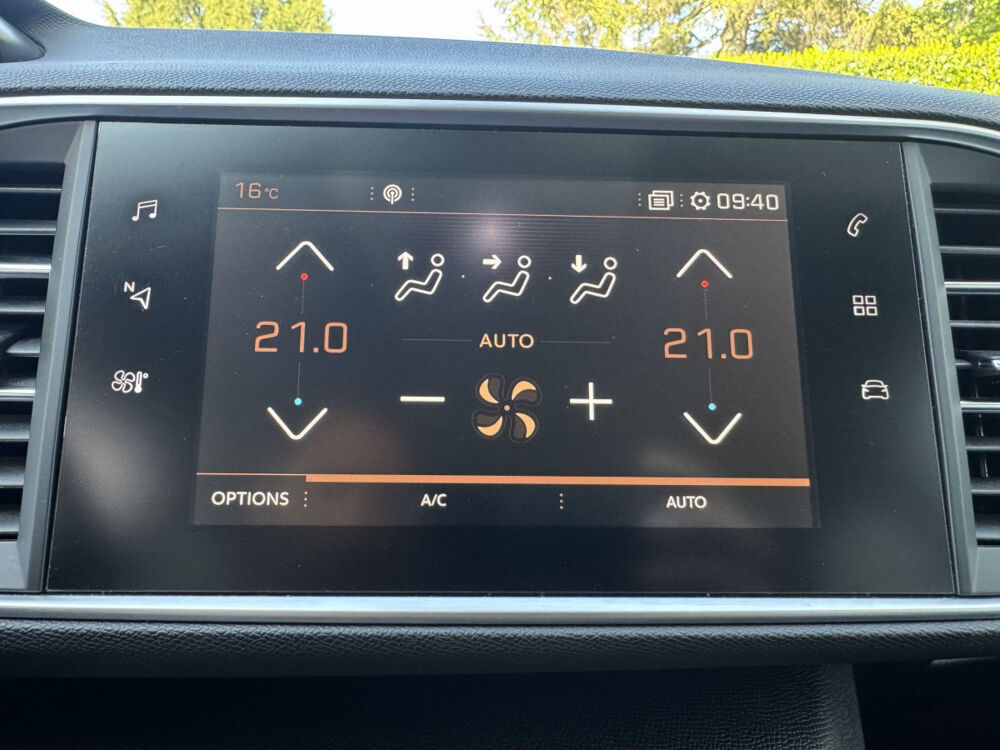 16°C 09:40
N
21.0 AUTO 21.0
OPTIONS A/C AUTO